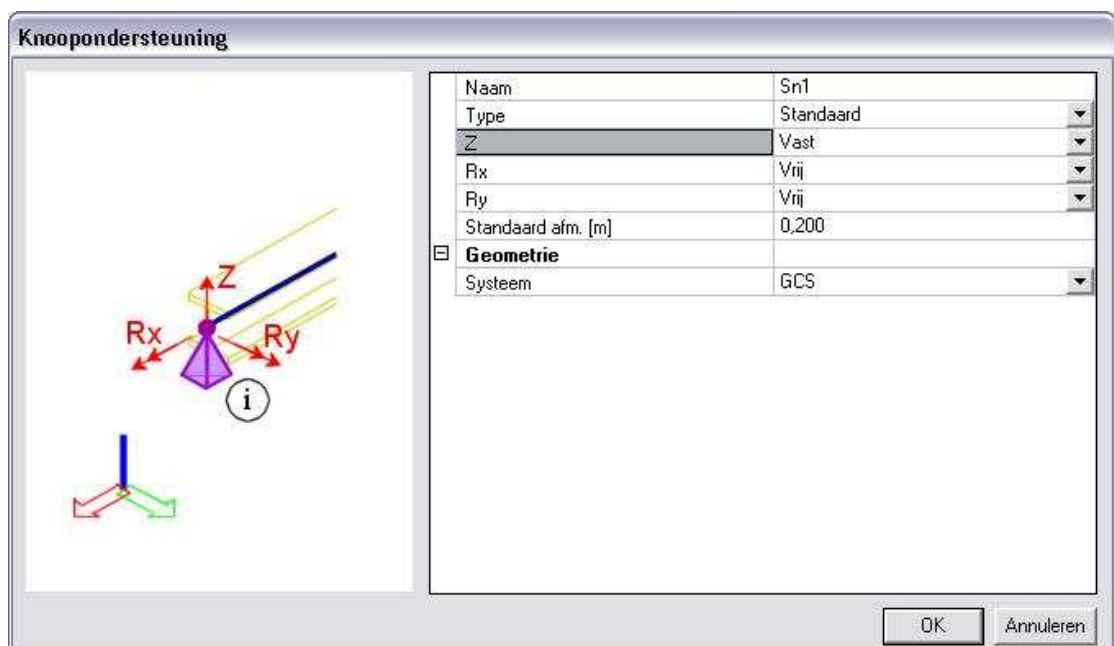 Knoopondersteuning
Z
Rx
Ry
i
Naam Sn1
Type Standaard
Z Vast
Rx Vrij
Ry Vrij
Standaard afm. [m] 0,200
Geometrie
Systeem GCS
OK Annuleren